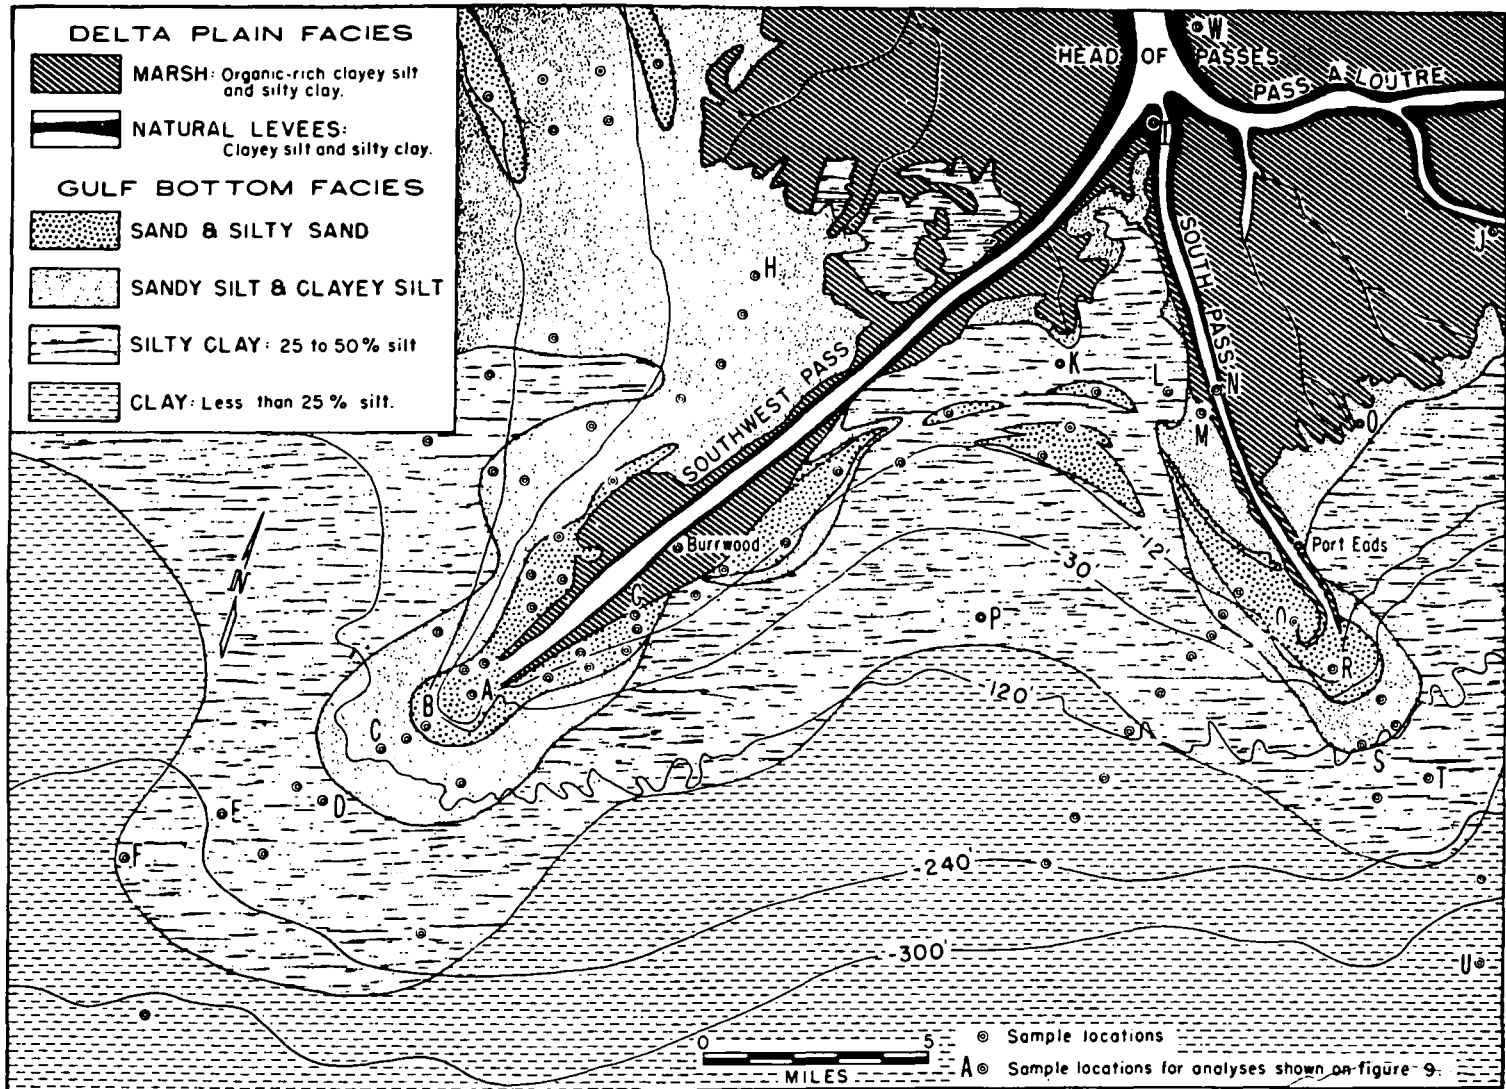 DELTA PLAIN FACIES
MARSH: Organic-rich clayey silt
and silty clay.
NATURAL LEVEES:
Clayey silt and silty clay.
GULF BOTTOM FACIES
SAND & SILTY SAND
SANDY SILT & CLAYEY SILT
SILTY CLAY: 25 to 50% silt
CLAY: Less than 25% silt.
W
HEAD OF PASSES
PASS A LOUTRE
I
J
H
SOUTH PASS
SOUTHWEST PASS
K
L
N
M
O
N
Burrwood
Port Eads
-12'
-30
G
P
Q
R
A
B
C
-120
S
T
D
E
F
-240'
-300'
U
0 5
MILES
Sample locations
A Sample locations for analyses shown on figure 9.